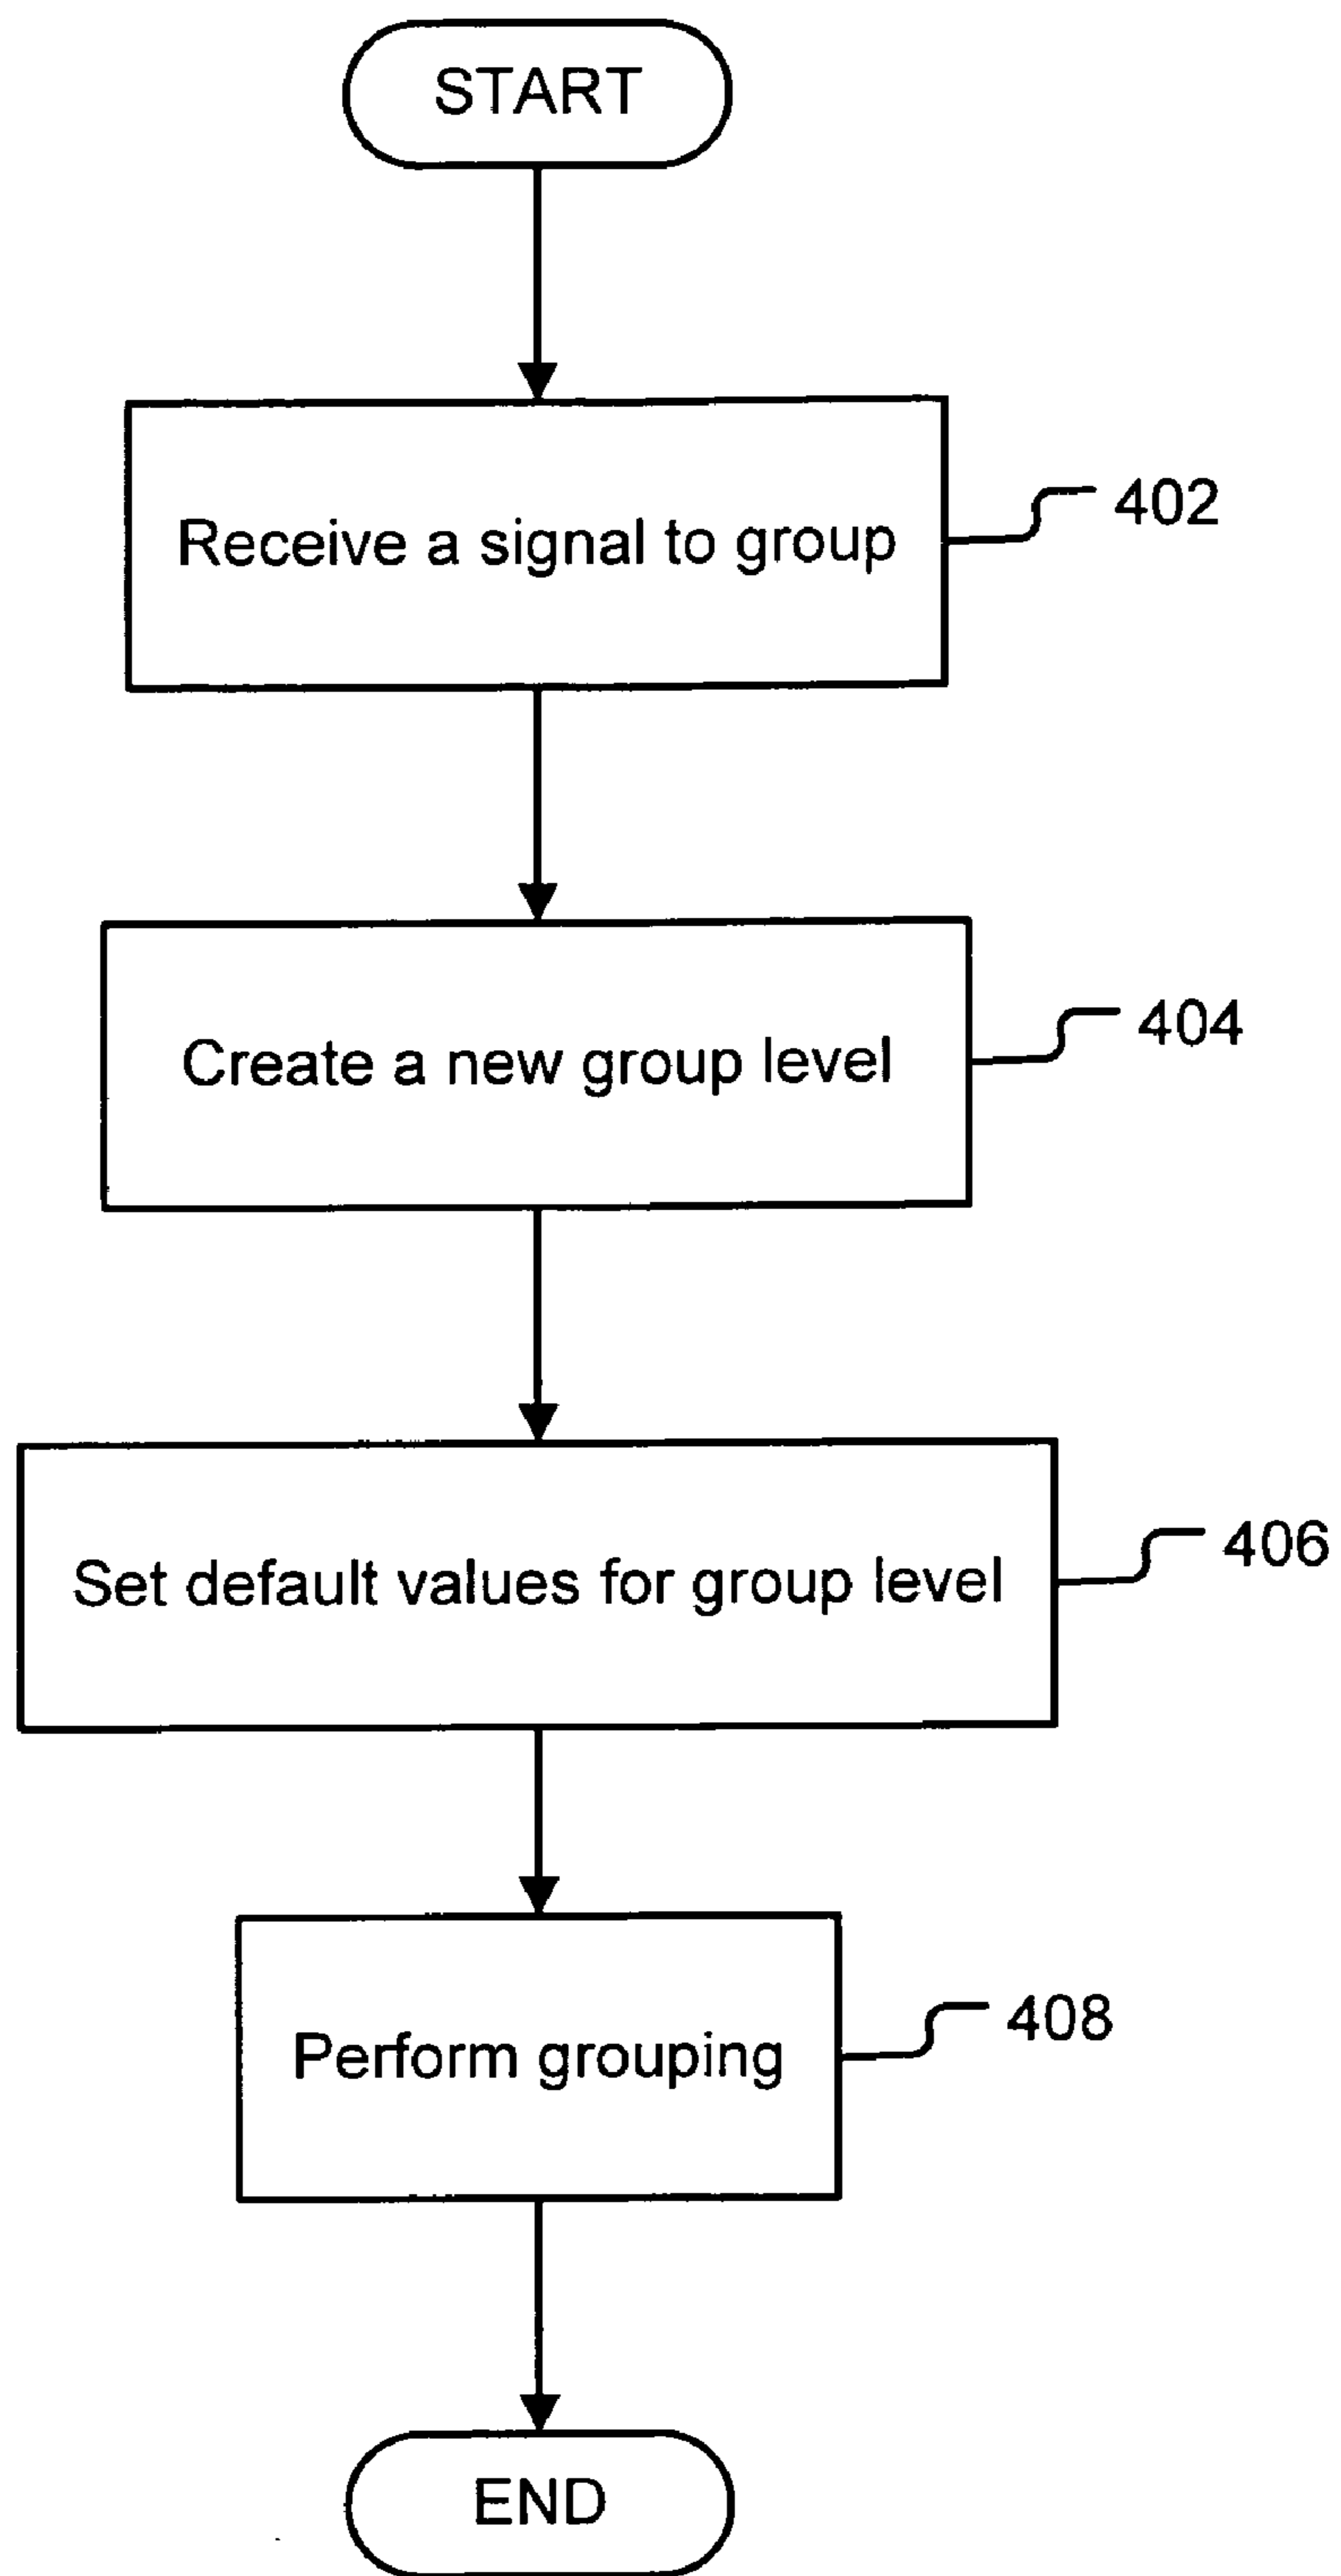 START
Receive a signal to group
402
Create a new group level
404
Set default values for group level
406
Perform grouping
408
END